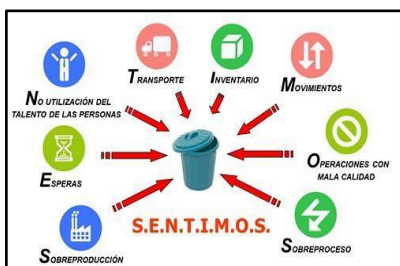 TRANSPORTE
INVENTARIO
MOVIMIENTOS
NO UTILIZACIÓN DEL
TALENTO DE LAS PERSONAS
ESPERAS
OPERACIONES CON
MALA CALIDAD
S.E.N.T.I.M.O.S.
SOBREPRODUCCIÓN
SOBREPROCESO